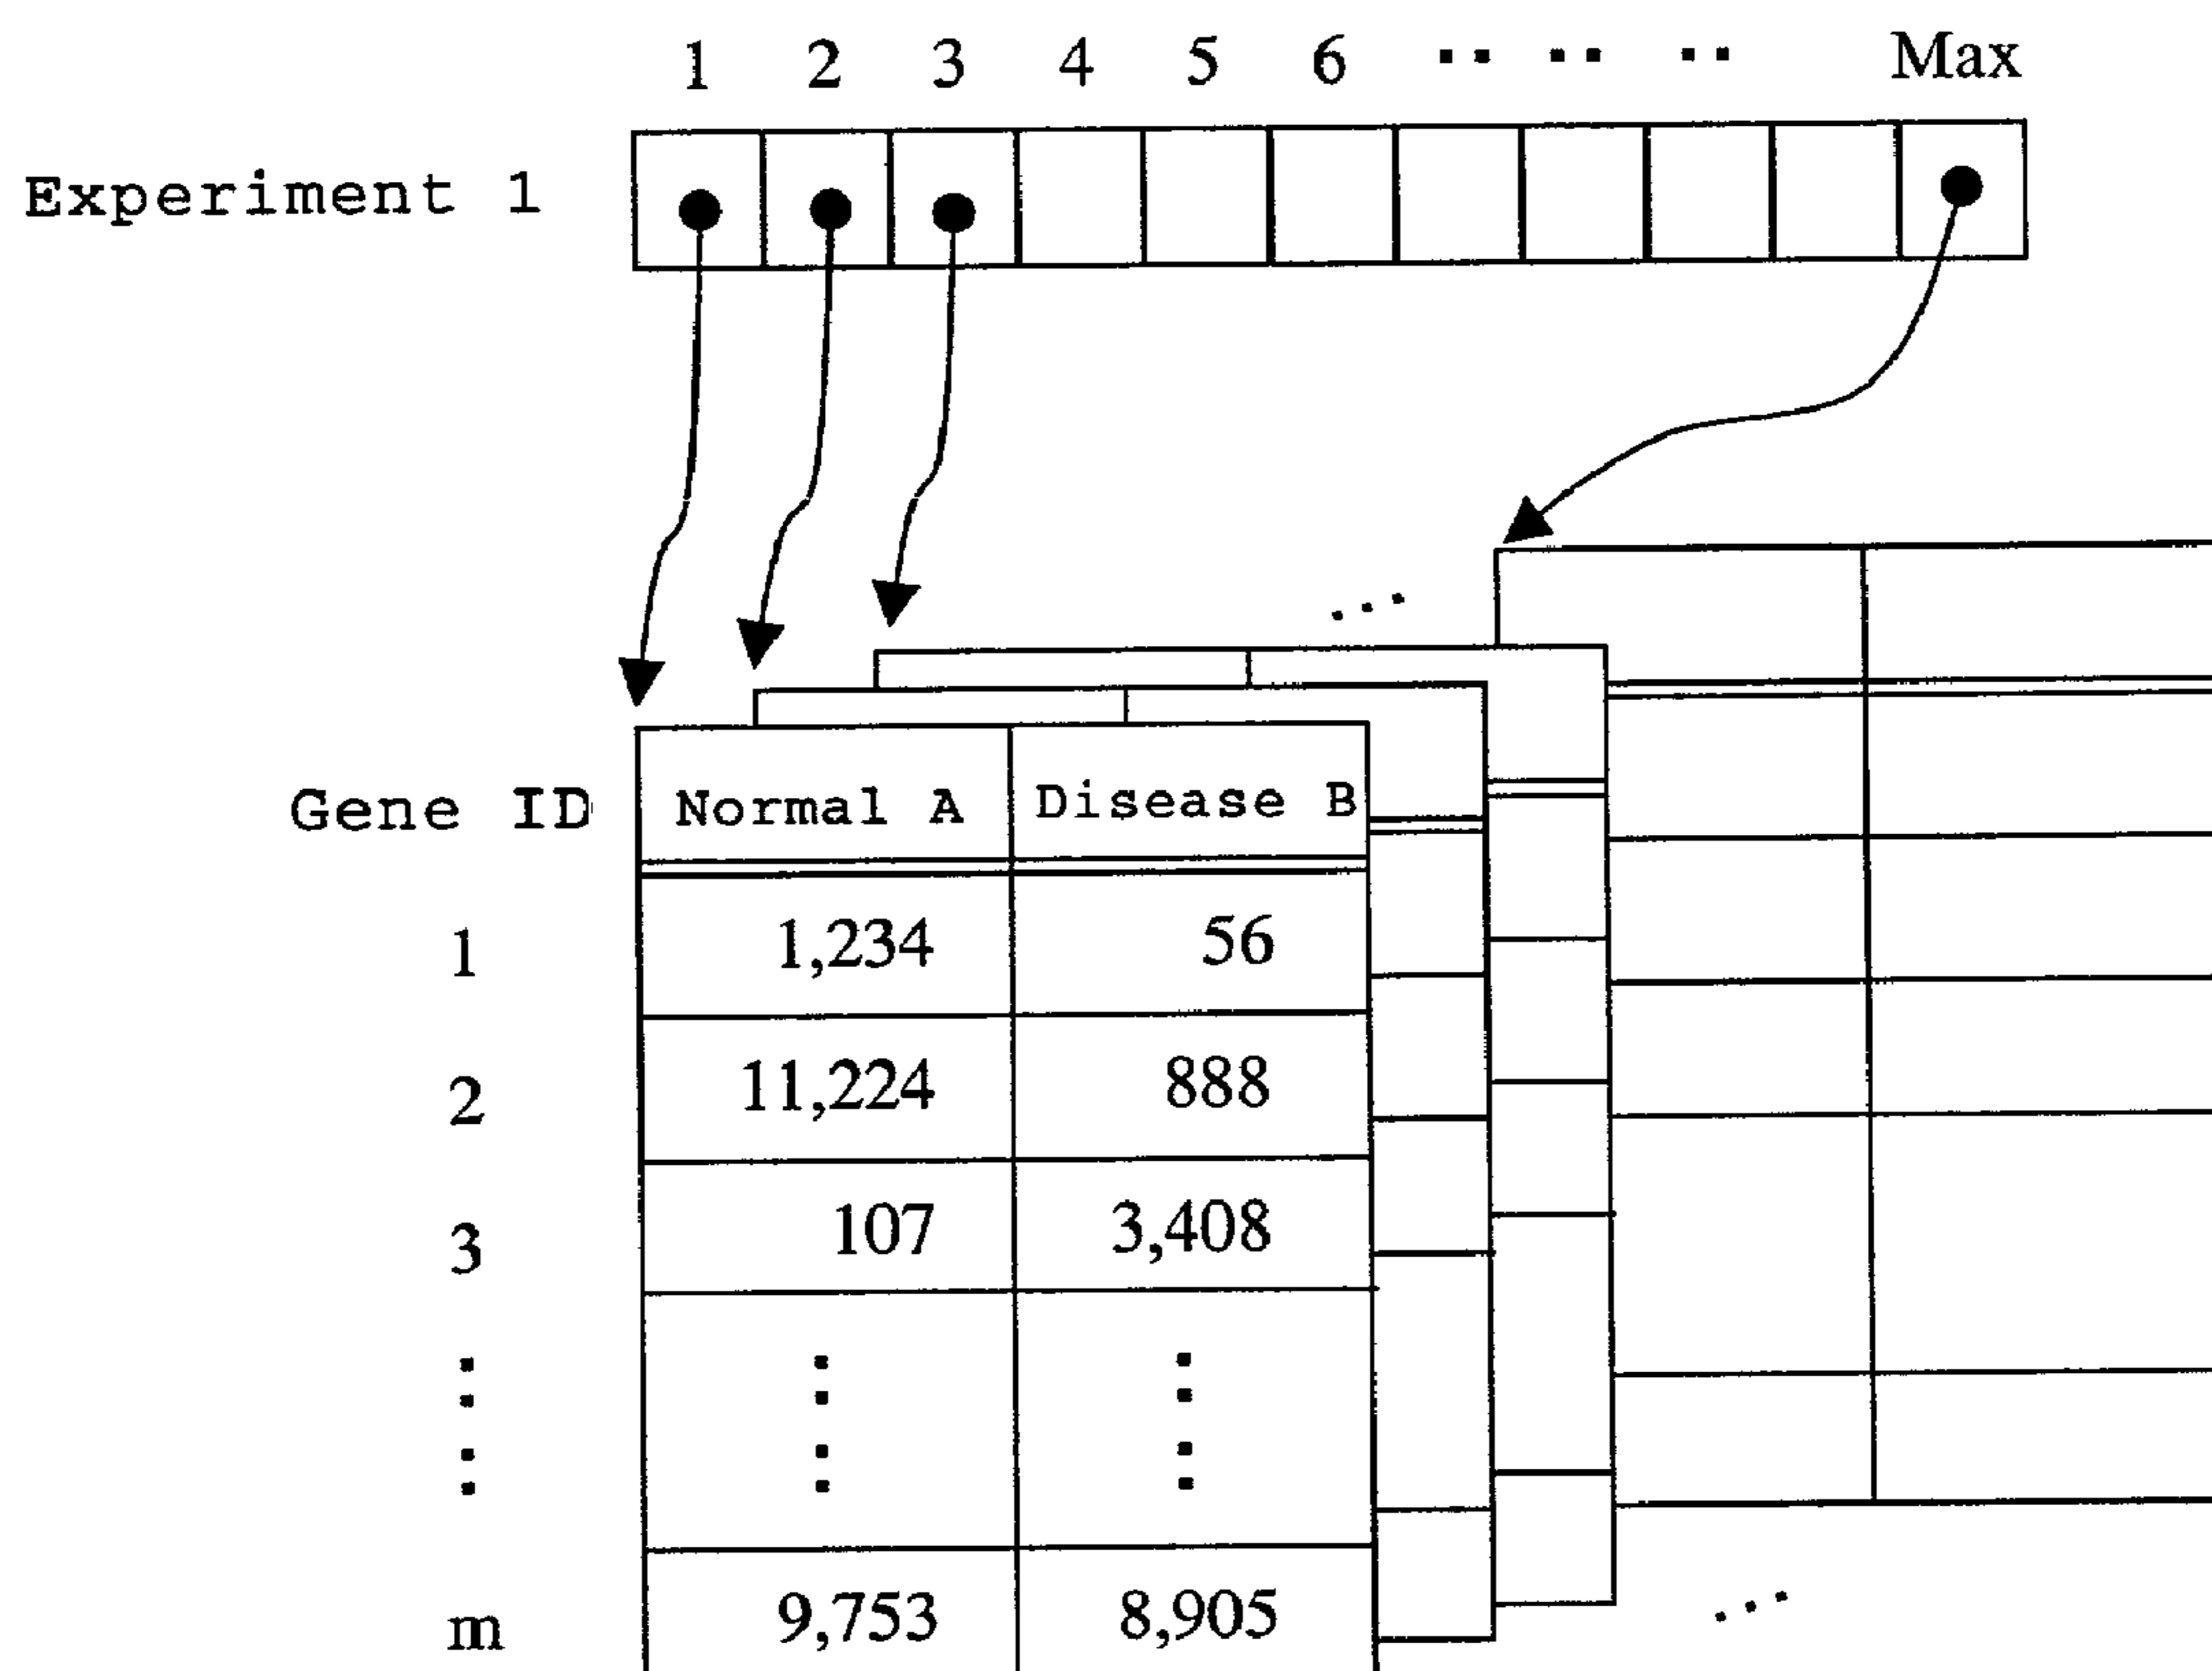 1 2 3 4 5 6 ·· ·· ·· Max
Experiment 1
...
Gene ID Normal A Disease B
1 1,234 56
2 11,224 888
3 107 3,408
m 9,753 8,905
...